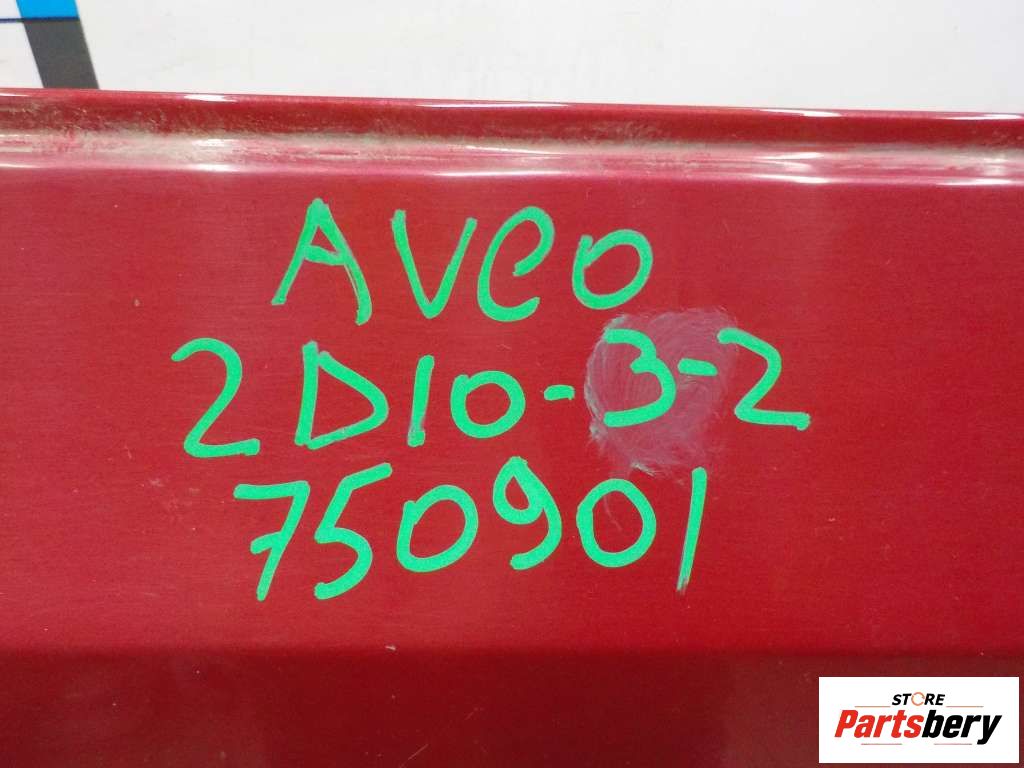 AVEO
2D10-3-2
750901
STORE
Partsbery